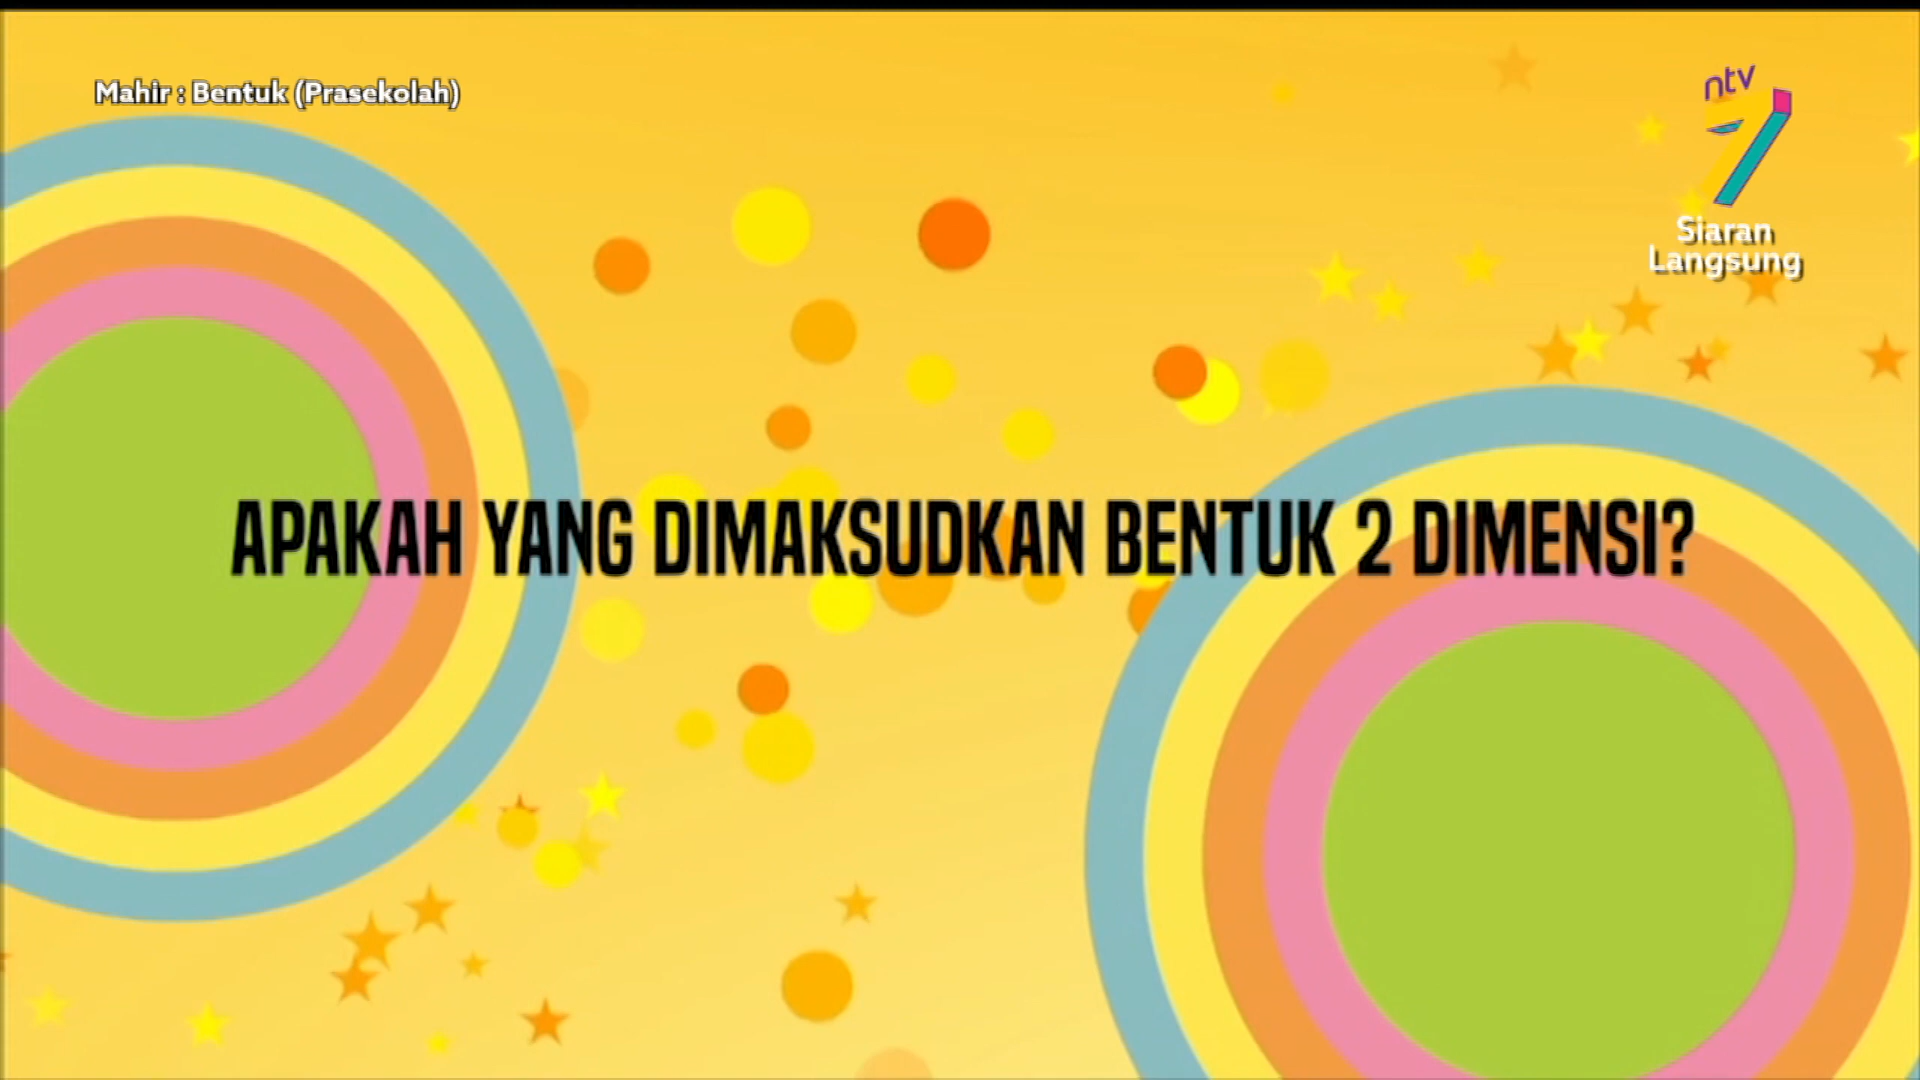 Mahir : Bentuk (Prasekolah)
ntv
7
Siaran
Langsung
APAKAH YANG DIMAKSUDKAN BENTUK 2 DIMENSI?